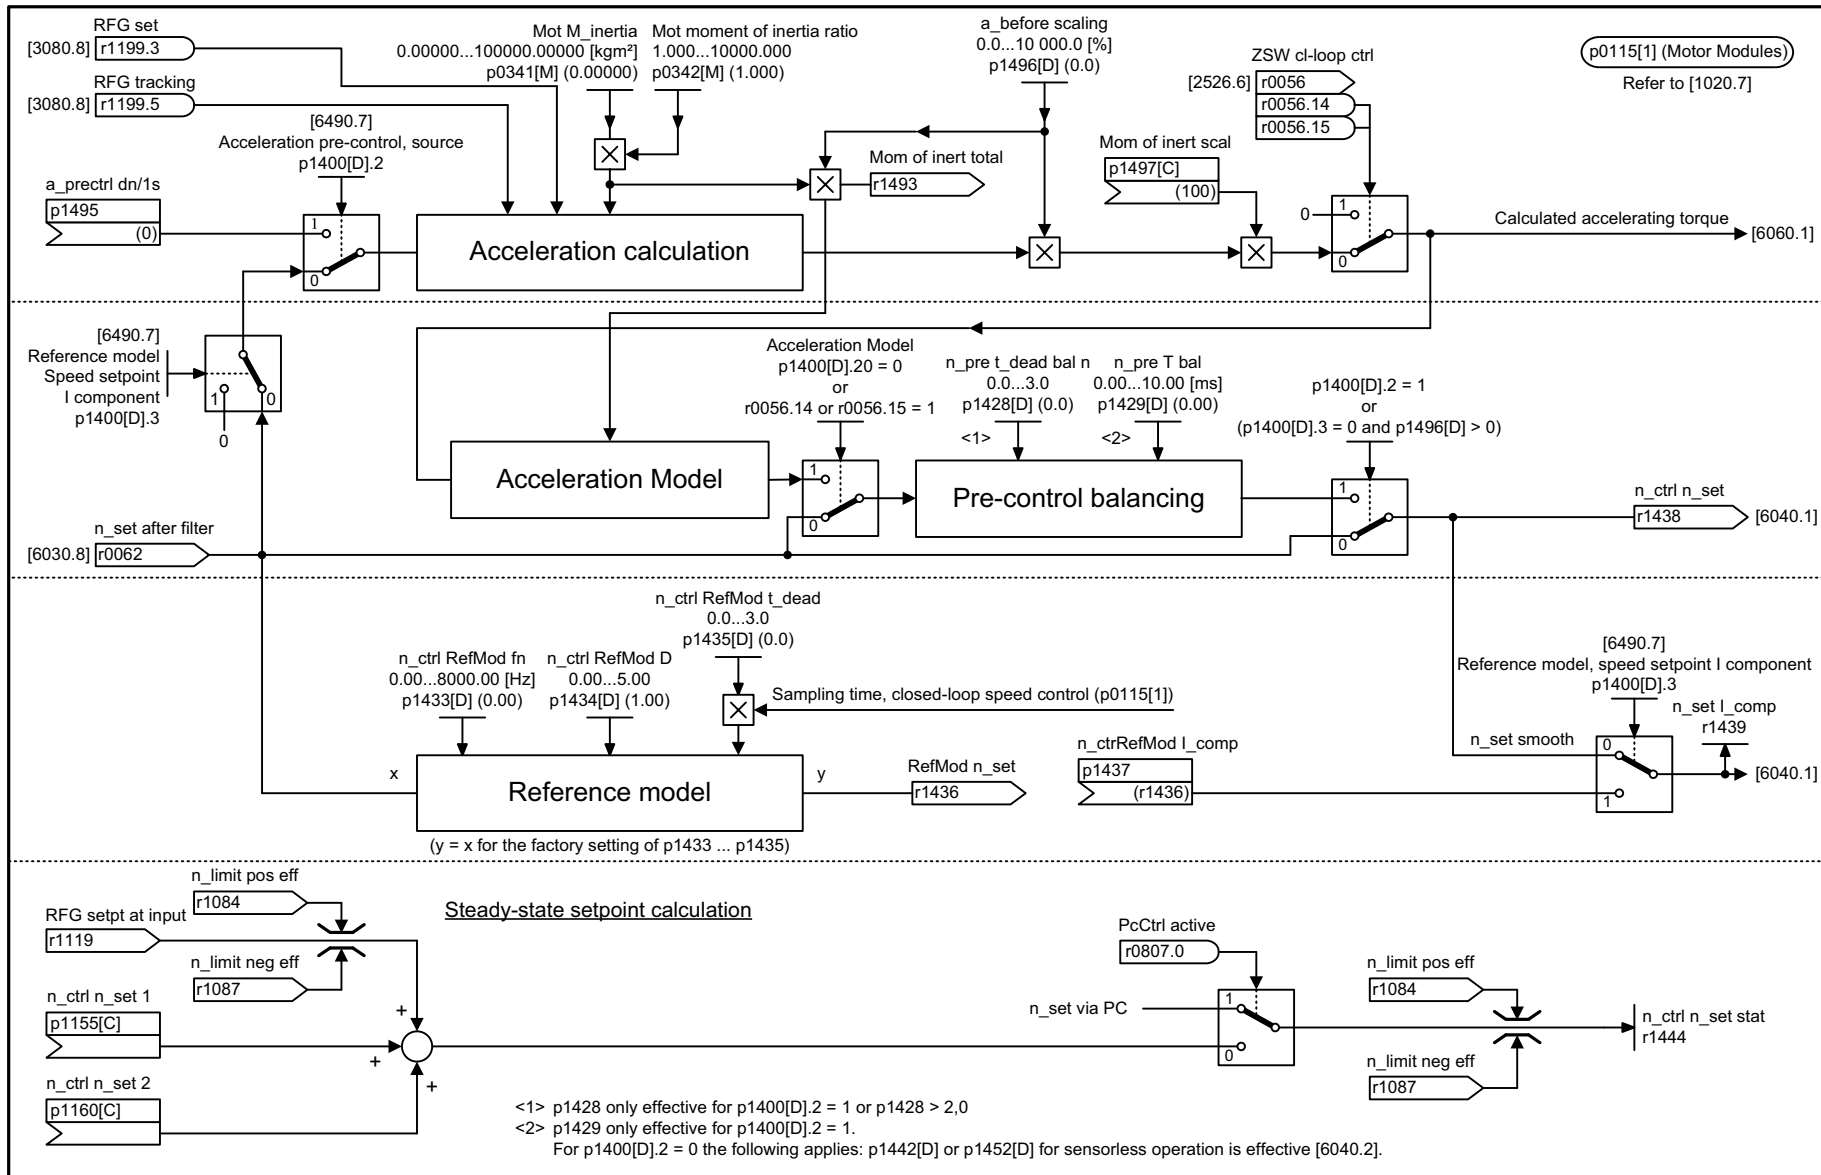 RFG set
[3080.8] r1199.3
RFG tracking
[3080.8] r1199.5
Mot M_inertia
0.00000...100000.00000 [kgm²]
p0341[M] (0.00000)
Mot moment of inertia ratio
1.000...10000.000
p0342[M] (1.000)
a_before scaling
0.0...10 000.0 [%]
p1496[D] (0.0)
ZSW cl-loop ctrl
[2526.6] r0056
r0056.14
r0056.15
p0115[1] (Motor Modules)
Refer to [1020.7]
[6490.7]
Acceleration pre-control, source
p1400[D].2
a_prectrl dn/1s
p1495
(0)
1
0
Acceleration calculation
Mom of inert total
r1493
Mom of inert scal
p1497[C]
(100)
0
1
0
Calculated accelerating torque
[6060.1]
[6490.7]
Reference model
Speed setpoint
I component
p1400[D].3
1
0
0
Acceleration Model
p1400[D].20 = 0
or
r0056.14 or r0056.15 = 1
n_pre t_dead bal n
0.0...3.0
p1428[D] (0.0)
<1>
n_pre T bal
0.00...10.00 [ms]
p1429[D] (0.00)
<2>
p1400[D].2 = 1
or
(p1400[D].3 = 0 and p1496[D] > 0)
Acceleration Model
1
0
Pre-control balancing
1
0
n_ctrl n_set
r1438
[6040.1]
n_set after filter
[6030.8] r0062
n_ctrl RefMod t_dead
0.0...3.0
p1435[D] (0.0)
n_ctrl RefMod fn
0.00...8000.00 [Hz]
p1433[D] (0.00)
n_ctrl RefMod D
0.00...5.00
p1434[D] (1.00)
Sampling time, closed-loop speed control (p0115[1])
[6490.7]
Reference model, speed setpoint I component
p1400[D].3
n_set I_comp
r1439
n_set smooth
0
1
[6040.1]
x
Reference model
y
RefMod n_set
r1436
n_ctrRefMod I_comp
p1437
(r1436)
(y = x for the factory setting of p1433 ... p1435)
Steady-state setpoint calculation
n_limit pos eff
r1084
RFG setpt at input
r1119
n_limit neg eff
r1087
n_ctrl n_set 1
p1155[C]
+
+
+
n_ctrl n_set 2
p1160[C]
PcCtrl active
r0807.0
n_set via PC
1
0
n_limit pos eff
r1084
n_limit neg eff
r1087
n_ctrl n_set stat
r1444
<1> p1428 only effective for p1400[D].2 = 1 or p1428 > 2,0
<2> p1429 only effective for p1400[D].2 = 1.
For p1400[D].2 = 0 the following applies: p1442[D] or p1452[D] for sensorless operation is effective [6040.2].